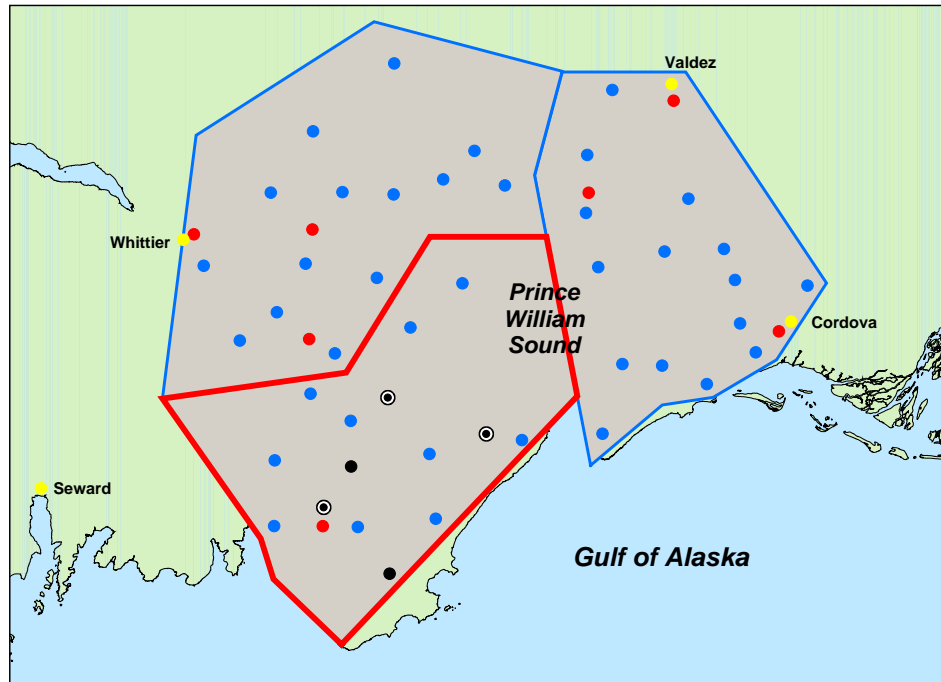 Valdez
Whittier
Prince
William
Sound
Cordova
Seward
Gulf of Alaska